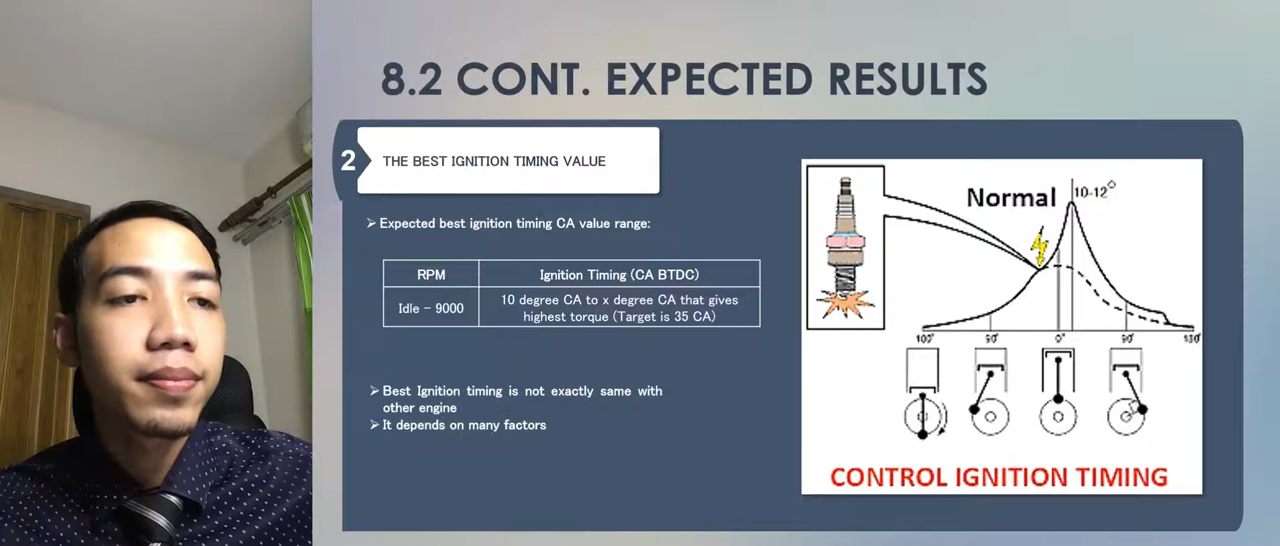 8.2 CONT. EXPECTED RESULTS
2
THE BEST IGNITION TIMING VALUE
➢ Expected best ignition timing CA value range:
RPM
Ignition Timing (CA BTDC)
Idle – 9000
10 degree CA to x degree CA that gives
highest torque (Target is 35 CA)
➢ Best Ignition timing is not exactly same with
other engine
➢ It depends on many factors
Normal
10-12°
180° 90° 0° 90° 180°
CONTROL IGNITION TIMING